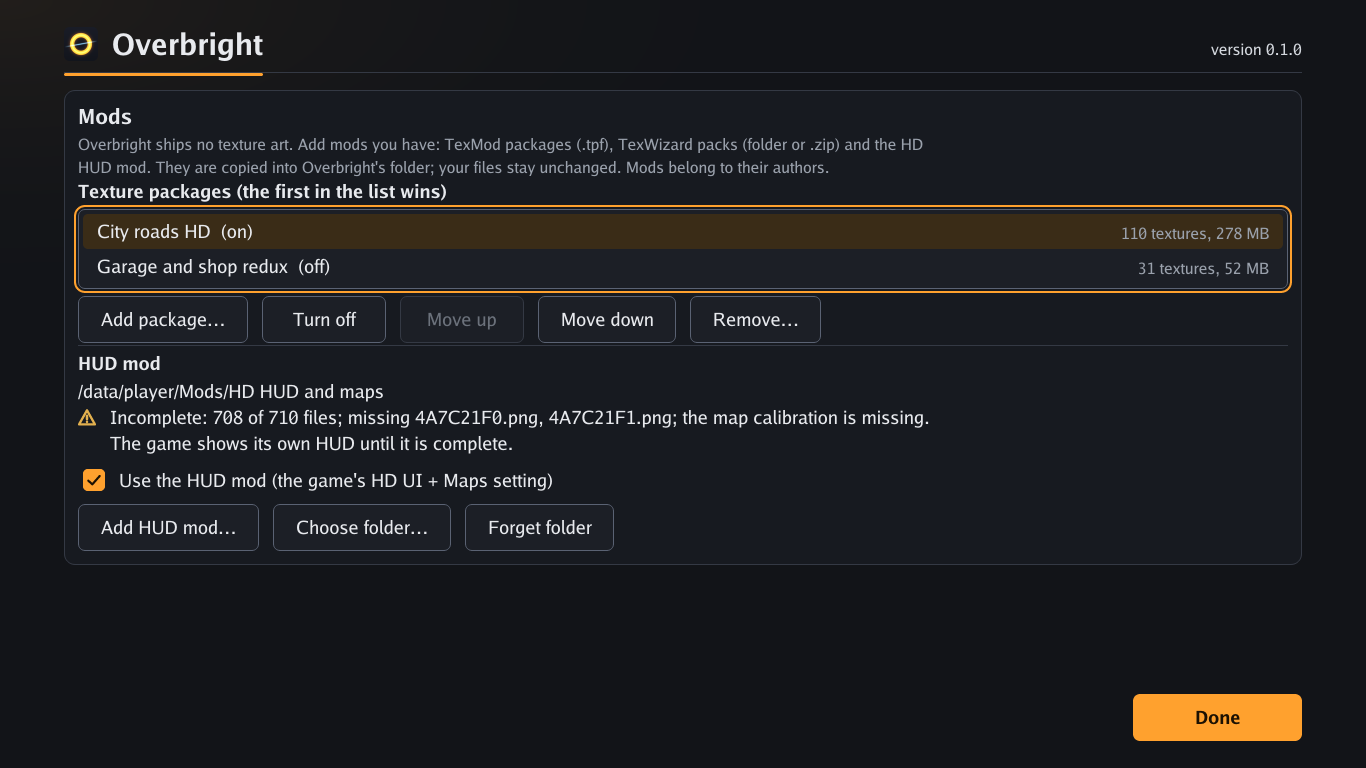 Overbright
version 0.1.0
Mods
Overbright ships no texture art. Add mods you have: TexMod packages (.tpf), TexWizard packs (folder or .zip) and the HD
HUD mod. They are copied into Overbright's folder; your files stay unchanged. Mods belong to their authors.
Texture packages (the first in the list wins)
City roads HD (on) 110 textures, 278 MB
Garage and shop redux (off) 31 textures, 52 MB
Add package... Turn off Move up Move down Remove...
HUD mod
/data/player/Mods/HD HUD and maps
Incomplete: 708 of 710 files; missing 4A7C21F0.png, 4A7C21F1.png; the map calibration is missing.
The game shows its own HUD until it is complete.
Use the HUD mod (the game's HD UI + Maps setting)
Add HUD mod... Choose folder... Forget folder
Done